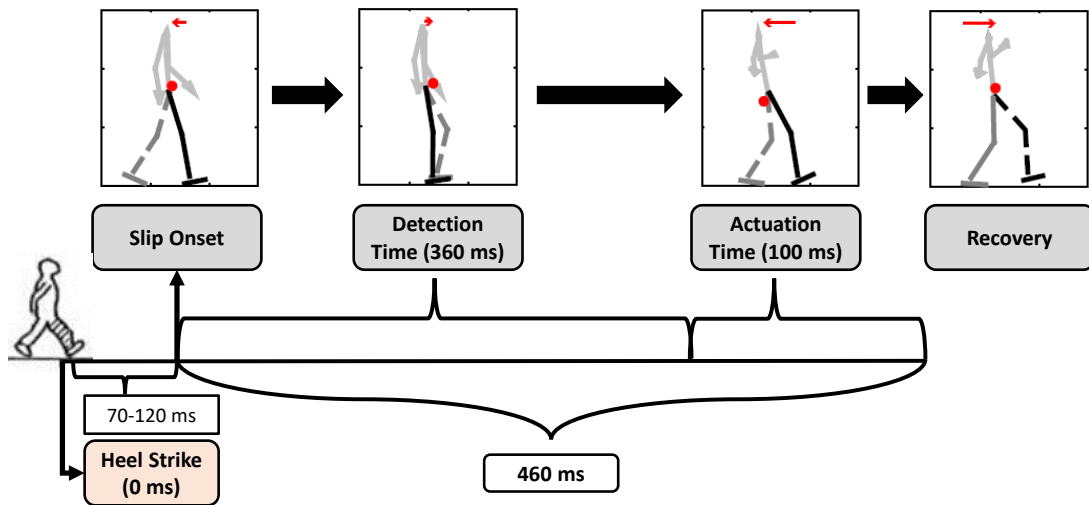 Slip Onset
Detection
Time (360 ms)
Actuation
Time (100 ms)
Recovery
70-120 ms
Heel Strike
(0 ms)
460 ms